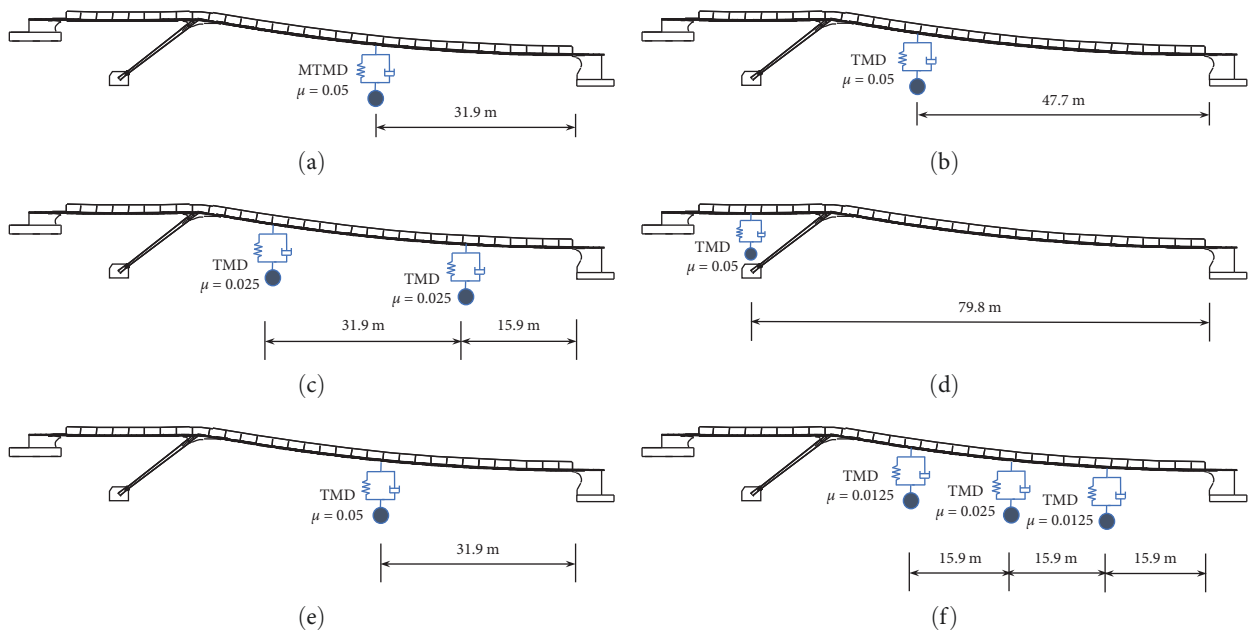 MTMD
μ = 0.05
31.9 m
(a)
TMD
μ = 0.05
47.7 m
(b)
TMD
μ = 0.025
TMD
μ = 0.025
31.9 m
15.9 m
(c)
TMD
μ = 0.05
79.8 m
(d)
TMD
μ = 0.05
31.9 m
(e)
TMD
μ = 0.0125
TMD
μ = 0.025
TMD
μ = 0.0125
15.9 m
15.9 m
15.9 m
(f)